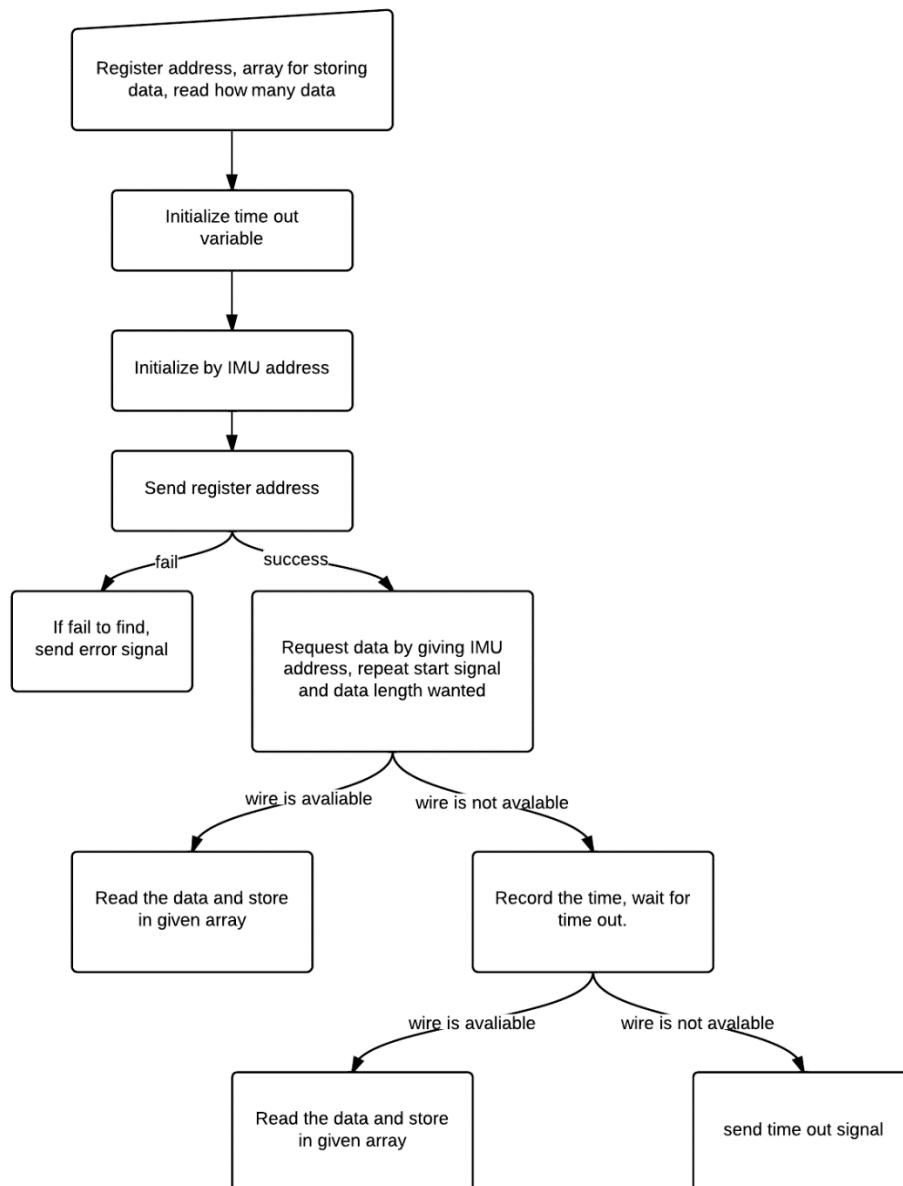 Register address, array for storing
data, read how many data
Initialize time out
variable
Initialize by IMU address
Send register address
fail
success
If fail to find,
send error signal
Request data by giving IMU
address, repeat start signal
and data length wanted
wire is avaliable
wire is not avalable
Read the data and store
in given array
Record the time, wait for
time out.
wire is avaliable
wire is not avalable
Read the data and store
in given array
send time out signal